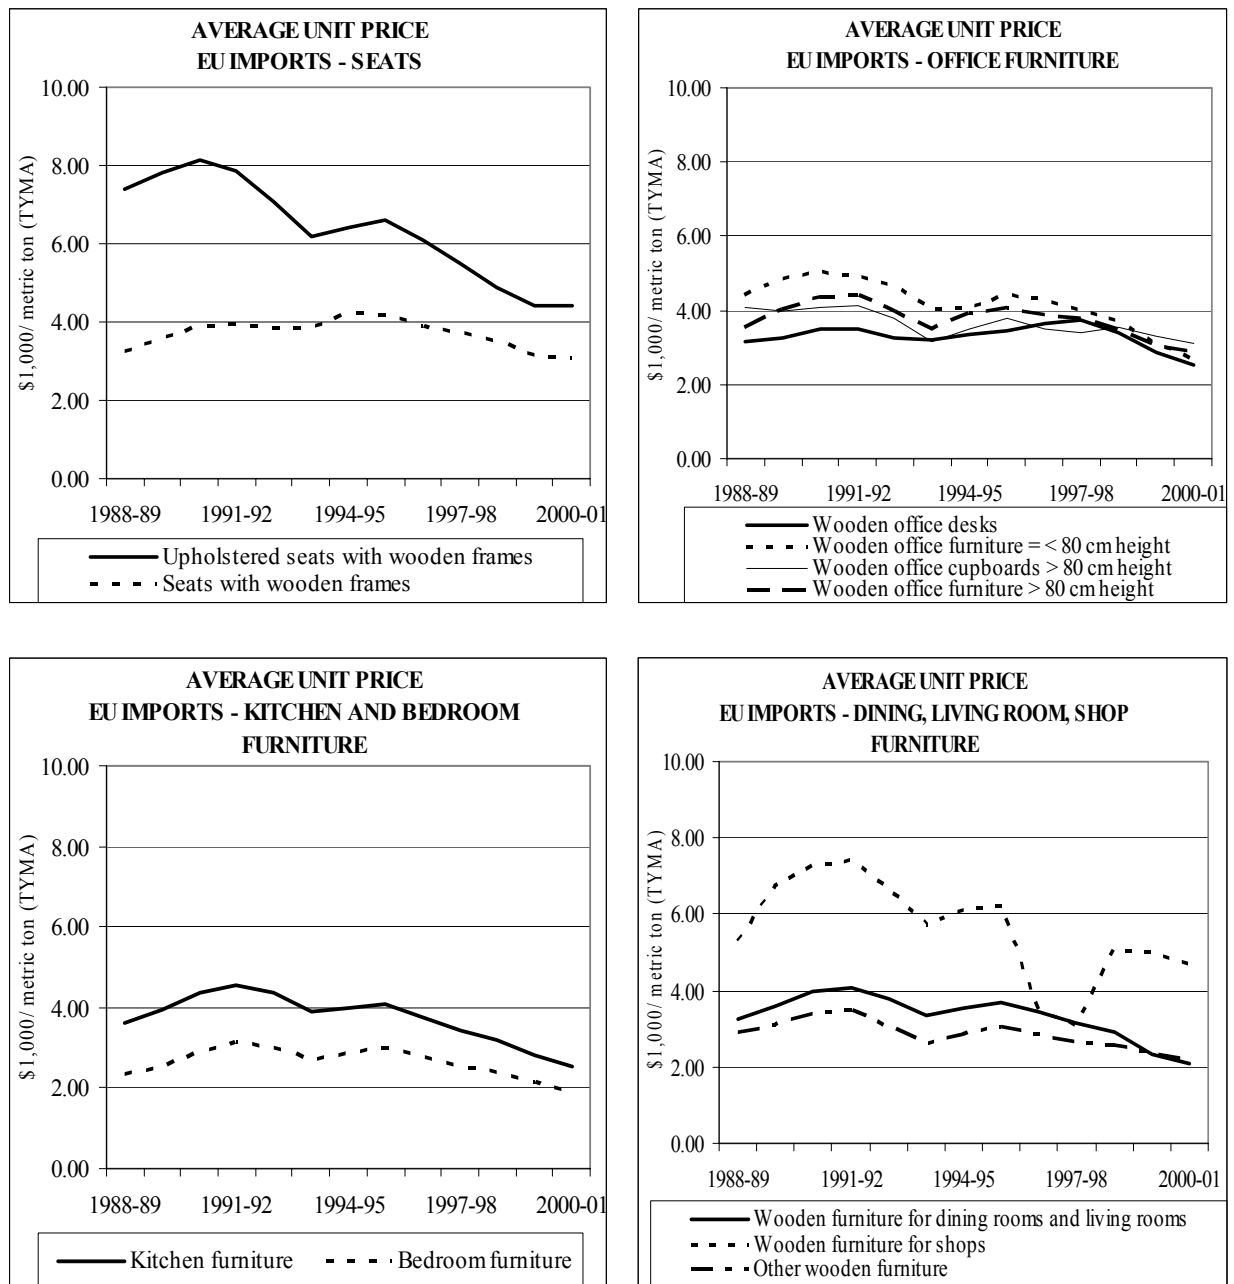 AVERAGE UNIT PRICE
EU IMPORTS - SEATS
$1,000/ metric ton (TYMA)
10.00
8.00
6.00
4.00
2.00
0.00
1988-89 1991-92 1994-95 1997-98 2000-01
Upholstered seats with wooden frames
Seats with wooden frames
AVERAGE UNIT PRICE
EU IMPORTS - OFFICE FURNITURE
$1,000/ metric ton (TYMA)
10.00
8.00
6.00
4.00
2.00
0.00
1988-89 1991-92 1994-95 1997-98 2000-01
Wooden office desks
Wooden office furniture = < 80 cm height
Wooden office cupboards > 80 cm height
Wooden office furniture > 80 cm height
AVERAGE UNIT PRICE
EU IMPORTS - KITCHEN AND BEDROOM
FURNITURE
$1,000/ metric ton (TYMA)
10.00
8.00
6.00
4.00
2.00
0.00
1988-89 1991-92 1994-95 1997-98 2000-01
Kitchen furniture Bedroom furniture
AVERAGE UNIT PRICE
EU IMPORTS - DINING, LIVING ROOM, SHOP
FURNITURE
$1,000/ metric ton (TYMA)
10.00
8.00
6.00
4.00
2.00
0.00
1988-89 1991-92 1994-95 1997-98 2000-01
Wooden furniture for dining rooms and living rooms
Wooden furniture for shops
Other wooden furniture